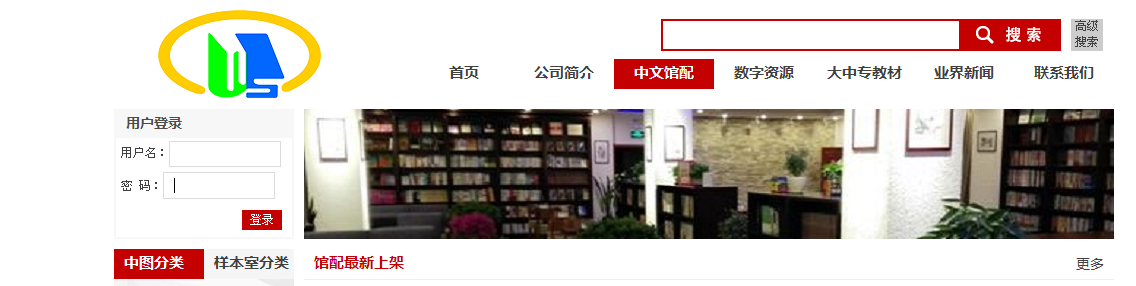 搜 索
高级
搜索
首页 公司简介 中文馆配 数字资源 大中专教材 业界新闻 联系我们
用户登录
用户名：
密 码：
登录
中图分类 样本室分类 馆配最新上架 更多